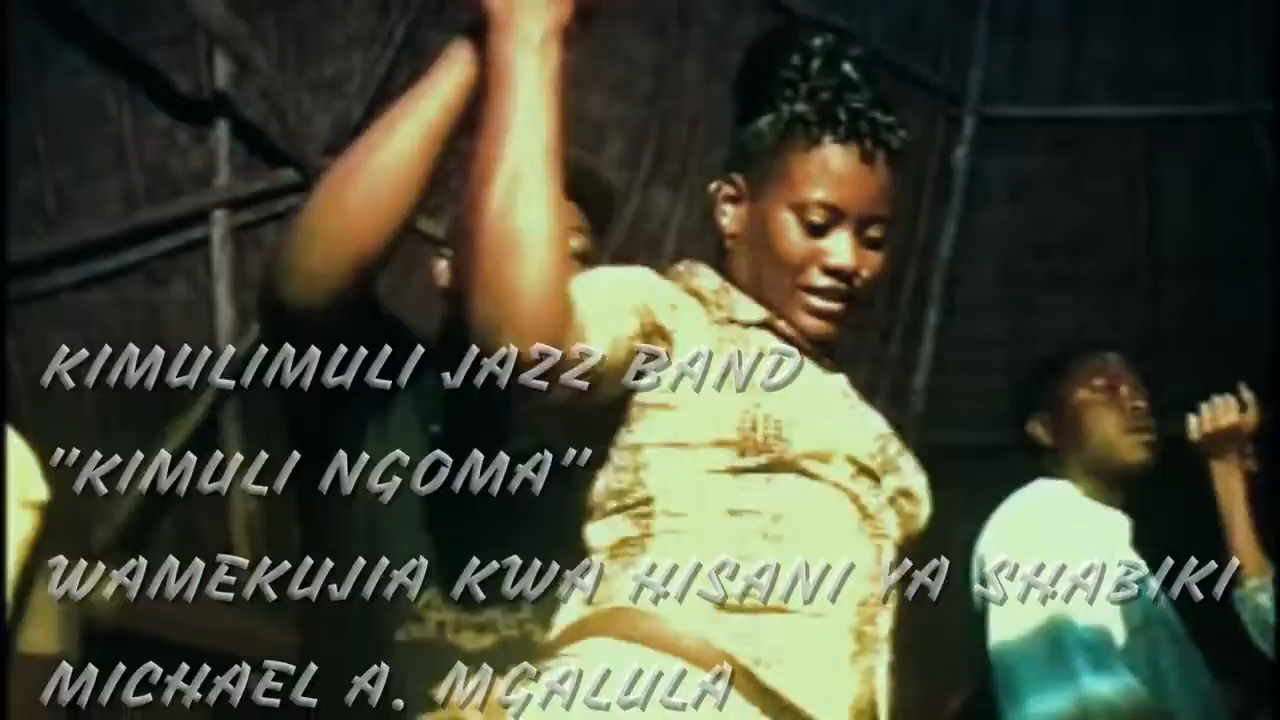 KIMULIMULI JAZZ BAND
"KIMULI NGOMA"
WAMEKUJIA KWA HISANI YA SHABIKI
MICHAEL A. MGALULA